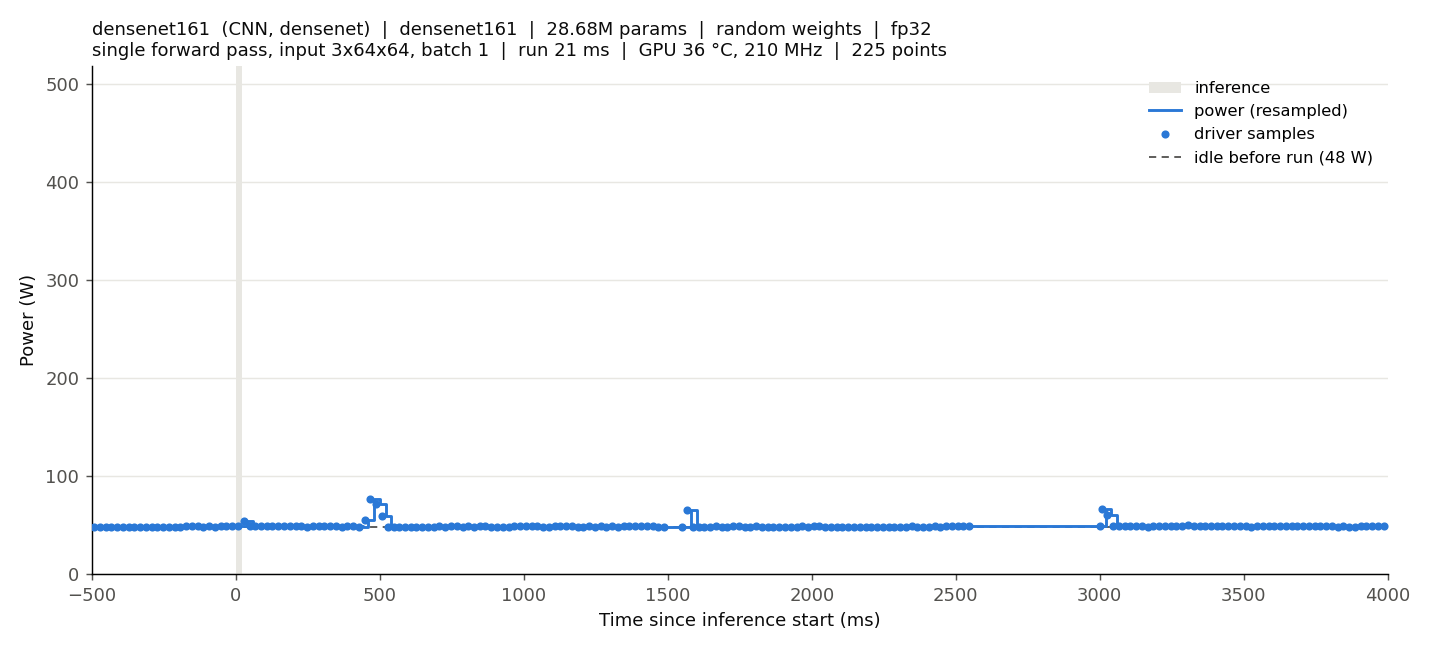 densenet161  (CNN, densenet)  |  densenet161  |  28.68M params  |  random weights  |  fp32
single forward pass, input 3x64x64, batch 1  |  run 21 ms  |  GPU 36 °C, 210 MHz  |  225 points
500
400
300
200
100
0
Power (W)
inference
power (resampled)
driver samples
idle before run (48 W)
−500
0
500
1000
1500
2000
2500
3000
3500
4000
Time since inference start (ms)